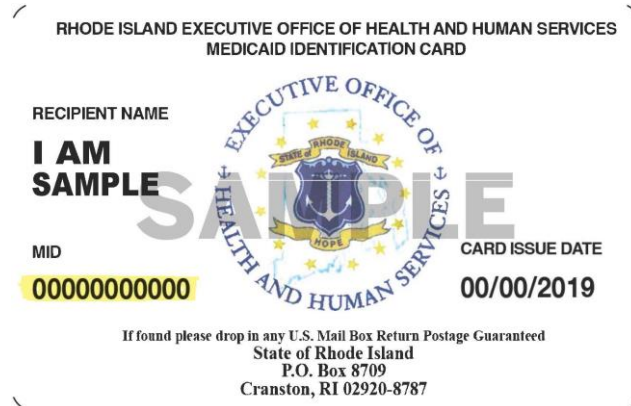 RHODE ISLAND EXECUTIVE OFFICE OF HEALTH AND HUMAN SERVICES
MEDICAID IDENTIFICATION CARD
RECIPIENT NAME
I AM
SAMPLE
EXECUTIVE OFFICE OF
HEALTH AND HUMAN SERVICES
STATE of RHODE ISLAND
HOPE
SAMPLE
MID
00000000000
CARD ISSUE DATE
00/00/2019
If found please drop in any U.S. Mail Box Return Postage Guaranteed
State of Rhode Island
P.O. Box 8709
Cranston, RI 02920-8787